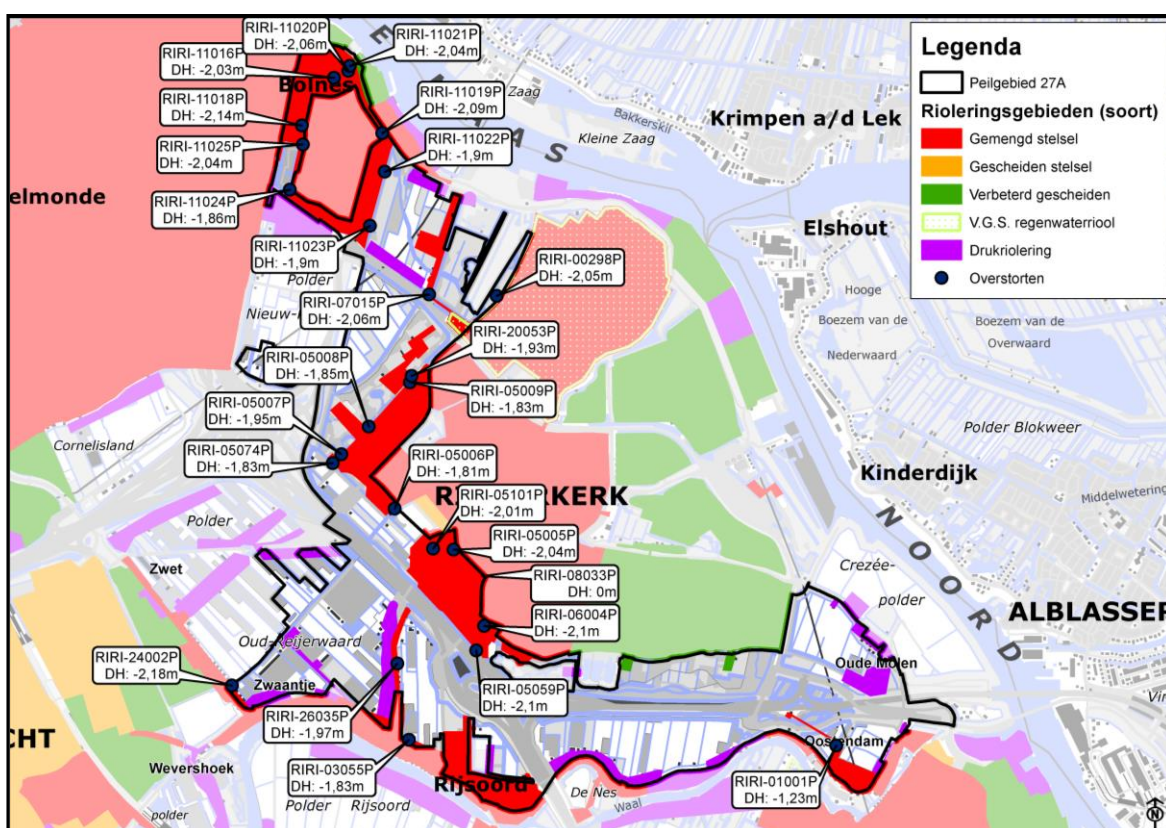 RIRI-11020P
DH: -2,06m
RIRI-11021P
DH: -2,04m
RIRI-11016P
DH: -2,03m
Bolnes
RIRI-11018P
DH: -2,14m
RIRI-11019P
DH: -2,09m
RIRI-11025P
DH: -2,04m
RIRI-11022P
DH: -1,9m
elmonde
RIRI-11024P
DH: -1,86m
RIRI-11023P
DH: -1,9m
Polder
RIRI-00298P
DH: -2,05m
RIRI-07015P
DH: -2,06m
RIRI-20053P
DH: -1,93m
RIRI-05008P
DH: -1,85m
RIRI-05009P
DH: -1,83m
RIRI-05007P
DH: -1,95m
Cornelisland
RIRI-05074P
DH: -1,83m
RIRI-05006P
DH: -1,81m
RIRI-05101P
DH: -2,01m
RIRI-05005P
DH: -2,04m
RIRI-08033P
DH: 0m
RIRI-06004P
DH: -2,1m
Polder
Zwet
Oud-Reijerwaard
RIRI-24002P
DH: -2,18m
Zwaantje
RIRI-05059P
DH: -2,1m
RIRI-26035P
DH: -1,97m
RIRI-03055P
DH: -1,83m
CHT
Wevershoek
polder
Polder
Rijsoord
Rijsoord
De Nes
Waal
RIRI-01001P
DH: -1,23m
Oostendam
Oude Molen
Crezée-
polder
E
M
A
A
S
Zaag
Bakkerskil
Kleine Zaag
Krimpen a/d Lek
Elshout
Hooge
Boezem van de
Nederwaard
Boezem van de
Overwaard
Polder Blokweer
Kinderdijk
Middelwetering
NOORD
ALBLASSER
Legenda
Peilgebied 27A
Rioleringsgebieden (soort)
Gemengd stelsel
Gescheiden stelsel
Verbeterd gescheiden
V.G.S. regenwaterriool
Drukriolering
Overstorten
N